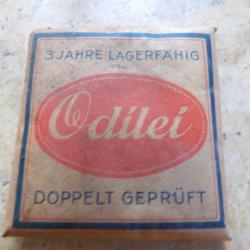 3 JAHRE LAGERFÄHIG
Odilei
DOPPELT GEPRÜFT